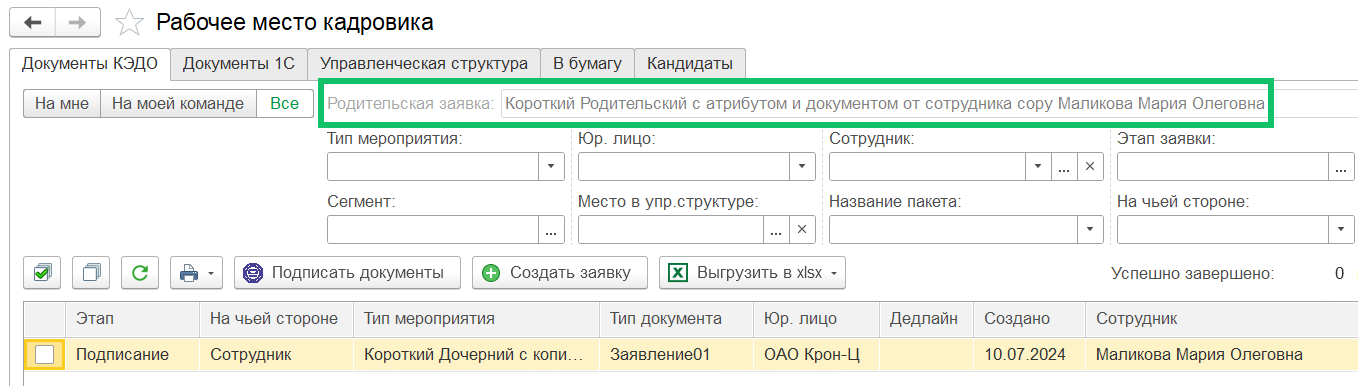 Рабочее место кадровика
Документы КЭДО Документы 1С Управленческая структура В бумагу Кандидаты
На мне На моей команде Все Родительская заявка: Короткий Родительский с атрибутом и документом от сотрудника copy Маликова Мария Олеговна
Тип мероприятия: Юр. лицо: Сотрудник: Этап заявки:
Сегмент: Место в упр.структуре: Название пакета: На чьей стороне:
Подписать документы Создать заявку Выгрузить в xlsx Успешно завершено: 0
Этап На чьей стороне Тип мероприятия Тип документа Юр. лицо Дедлайн Создано Сотрудник
Подписание Сотрудник Короткий Дочерний с копи... Заявление01 ОАО Крон-Ц 10.07.2024 Маликова Мария Олеговна